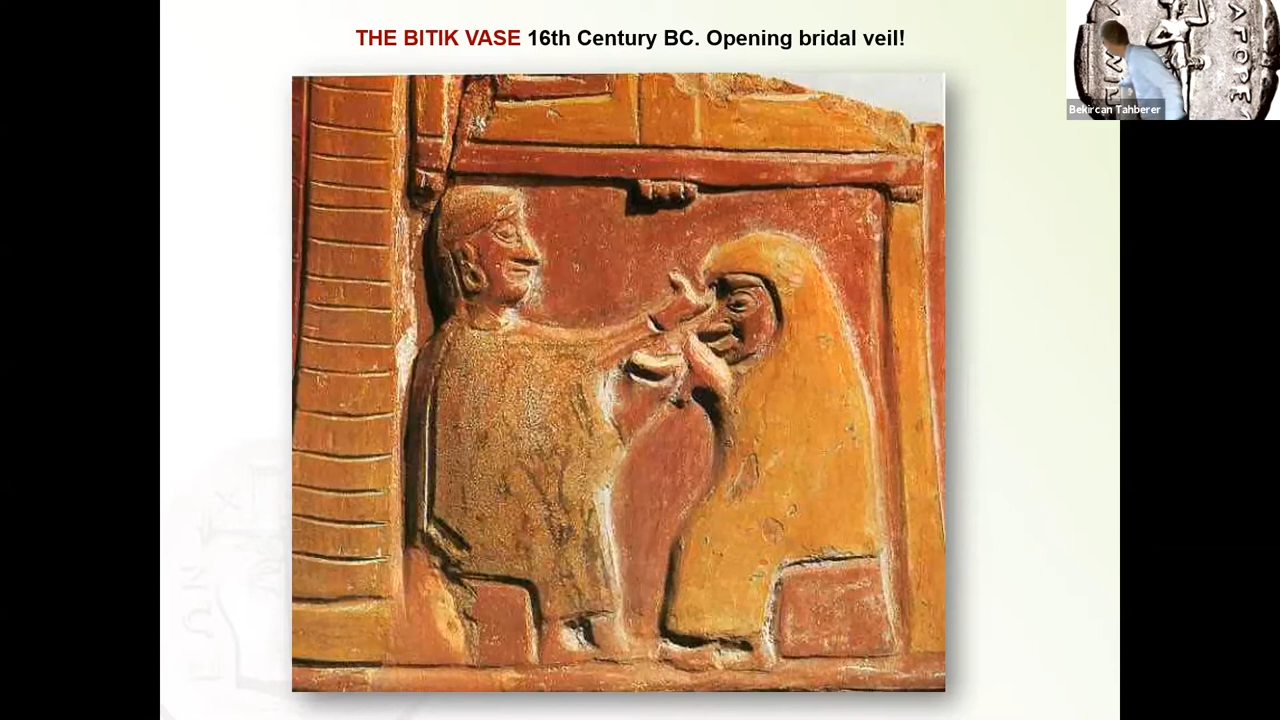 THE BITIK VASE 16th Century BC. Opening bridal veil!
Bekircan Tahberer